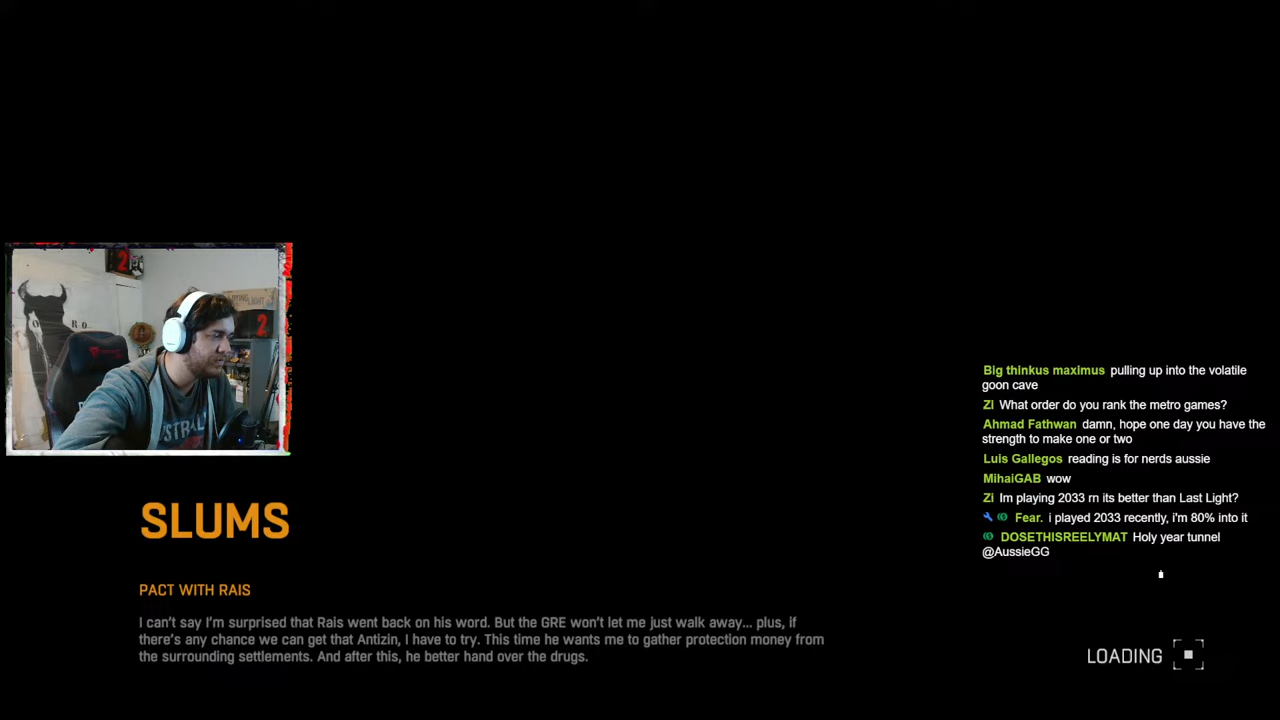 Big thinkus maximus pulling up into the volatile
goon cave
Zi What order do you rank the metro games?
Ahmad Fathwan damn, hope one day you have the
strength to make one or two
Luis Gallegos reading is for nerds aussie
MihaiGAB wow
Zi Im playing 2033 rn its better than Last Light?
Fear. i played 2033 recently, i'm 80% into it
DOSETHISREELYMAT Holy year tunnel
@AussieGG
2
2
SLUMS
PACT WITH RAIS
I can't say I'm surprised that Rais went back on his word. But the GRE won't let me just walk away... plus, if
there's any chance we can get that Antizin, I have to try. This time he wants me to gather protection money from
the surrounding settlements. And after this, he better hand over the drugs.
LOADING